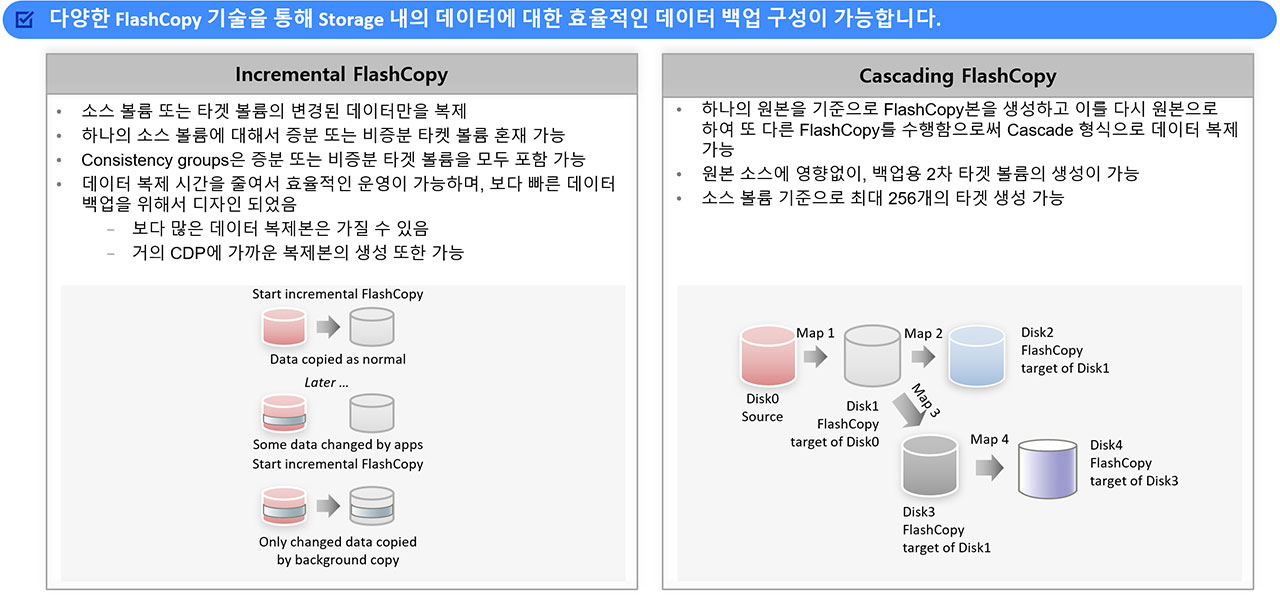 다양한 FlashCopy 기술을 통해 Storage 내의 데이터에 대한 효율적인 데이터 백업 구성이 가능합니다.
Incremental FlashCopy
• 소스 볼륨 또는 타겟 볼륨의 변경된 데이터만을 복제
• 하나의 소스 볼륨에 대해서 증분 또는 비증분 타켓 볼륨 혼재 가능
• Consistency groups은 증분 또는 비증분 타겟 볼륨을 모두 포함 가능
• 데이터 복제 시간을 줄여서 효율적인 운영이 가능하며, 보다 빠른 데이터
백업을 위해서 디자인 되었음
– 보다 많은 데이터 복제본은 가질 수 있음
– 거의 CDP에 가까운 복제본의 생성 또한 가능
Start incremental FlashCopy
Data copied as normal
Later ...
Some data changed by apps
Start incremental FlashCopy
Only changed data copied
by background copy
Cascading FlashCopy
• 하나의 원본을 기준으로 FlashCopy본을 생성하고 이를 다시 원본으로
하여 또 다른 FlashCopy를 수행함으로써 Cascade 형식으로 데이터 복제
가능
• 원본 소스에 영향없이, 백업용 2차 타겟 볼륨의 생성이 가능
• 소스 볼륨 기준으로 최대 256개의 타겟 생성 가능
Map 1
Map 2
Disk2
FlashCopy
target of Disk1
Disk0
Source
Disk1
FlashCopy
target of Disk0
Map 3
Map 4
Disk4
FlashCopy
target of Disk3
Disk3
FlashCopy
target of Disk1